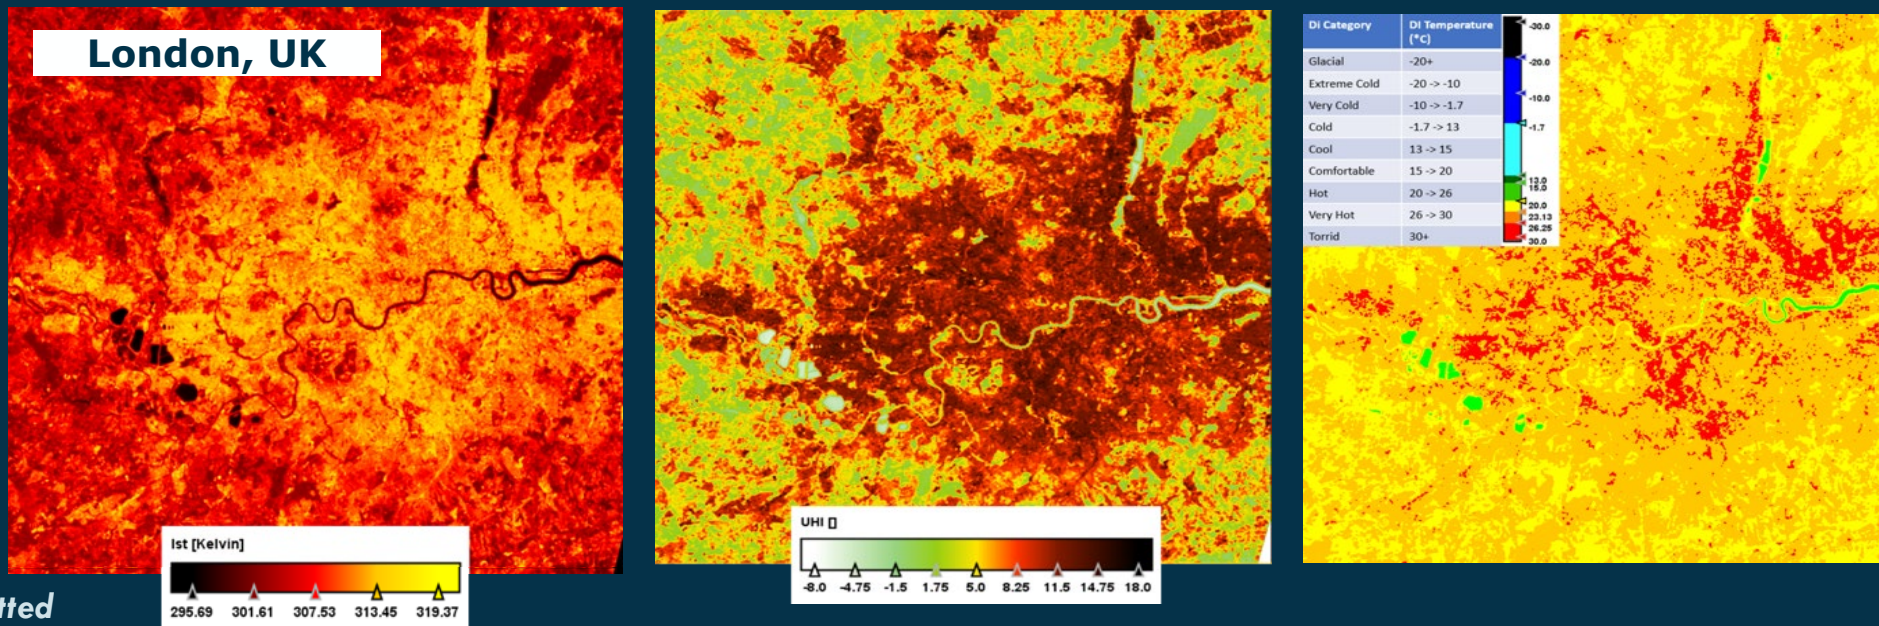 London, UK
lst [Kelvin]
295.69 301.61 307.53 313.45 319.37
tted
UHI []
-8.0 -4.75 -1.5 1.75 5.0 8.25 11.5 14.75 18.0
Di Category DI Temperature
(°C)
Glacial -20+
Extreme Cold -20 -> -10
Very Cold -10 -> -1.7
Cold -1.7 -> 13
Cool 13 -> 15
Comfortable 15 -> 20
Hot 20 -> 26
Very Hot 26 -> 30
Torrid 30+
-30.0
-20.0
-10.0
-1.7
13.0
15.0
20.0
23.13
26.25
30.0